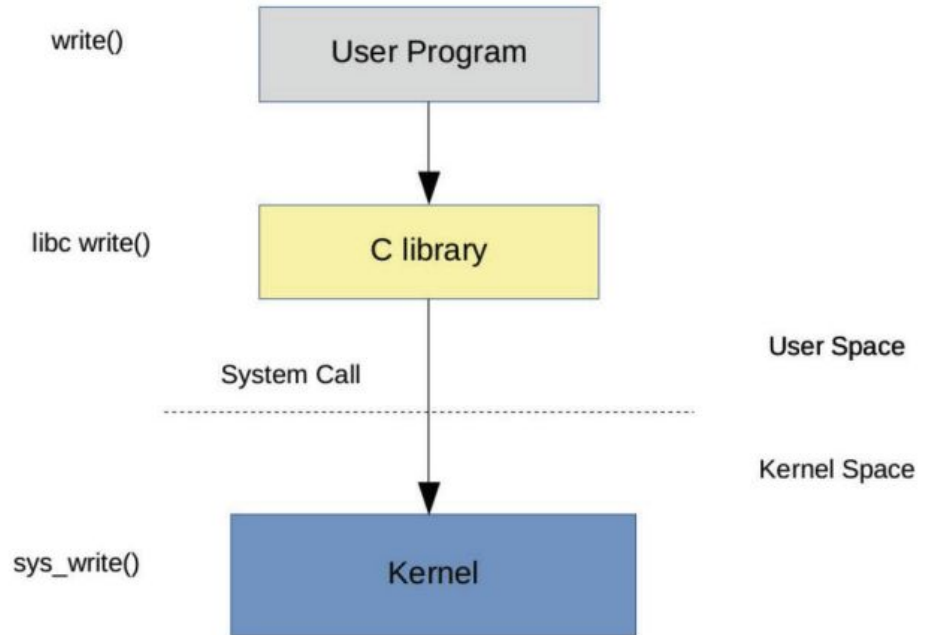 write()
User Program
libc write()
C library
User Space
System Call
Kernel Space
sys_write()
Kernel